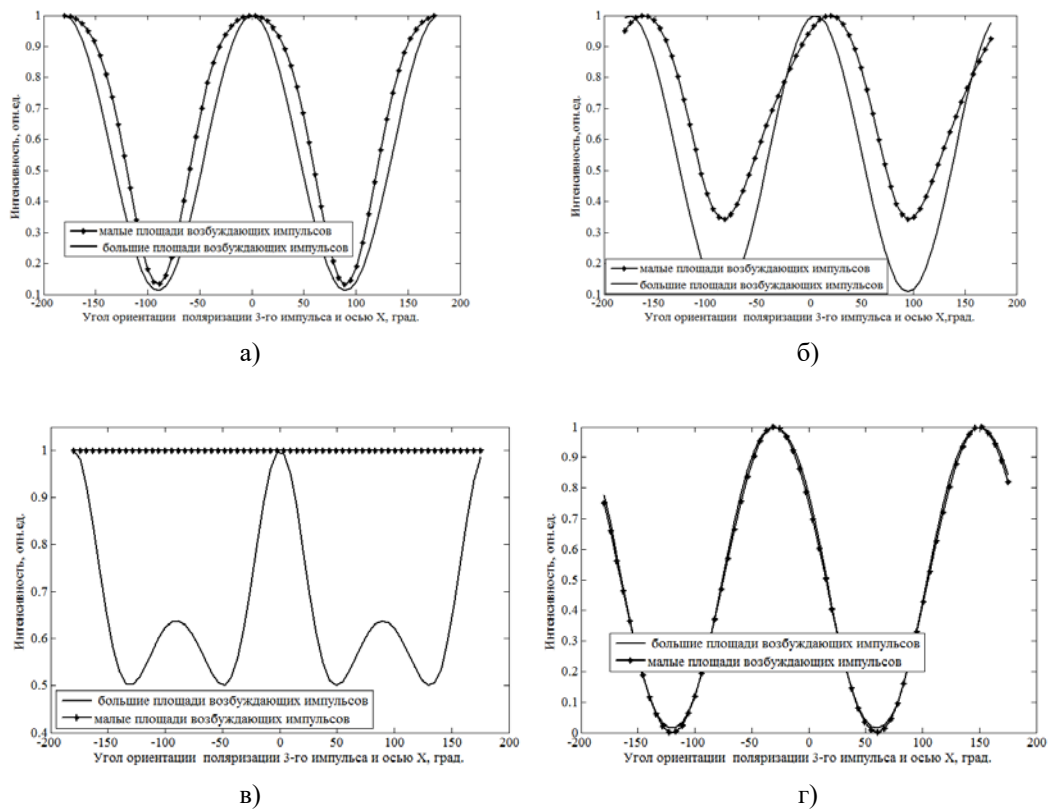 1
0.9
0.8
0.7
0.6
0.5
0.4
0.3
0.2
0.1
Интенсивность, отн.ед.
малые площади возбуждающих импульсов
большие площади возбуждающих импульсов
-200 -150 -100 -50 0 50 100 150 200
Угол ориентации поляризации 3-го импульса и осью X, град.
а)
1
0.9
0.8
0.7
0.6
0.5
0.4
0.3
0.2
0.1
Интенсивность,отн.ед.
малые площади возбуждающих импульсов
большие площади возбуждающих импульсов
-200 -150 -100 -50 0 50 100 150 200
Угол ориентации поляризации 3-го импульса и осью X,град.
б)
1
0.9
0.8
0.7
0.6
0.5
0.4
Интенсивность, отн.ед.
большие площади возбуждающих импульсов
малые площади возбуждающих импульсов
-200 -150 -100 -50 0 50 100 150 200
Угол ориентации поляризации 3-го импульса и осью X, град.
в)
1
0.9
0.8
0.7
0.6
0.5
0.4
0.3
0.2
0.1
0
Интенсивность, отн.ед.
большие площади возбуждающих импульсов
малые площади возбуждающих импульсов
-200 -150 -100 -50 0 50 100 150 200
Угол ориентации поляризации 3-го импульса и осью X, град.
г)